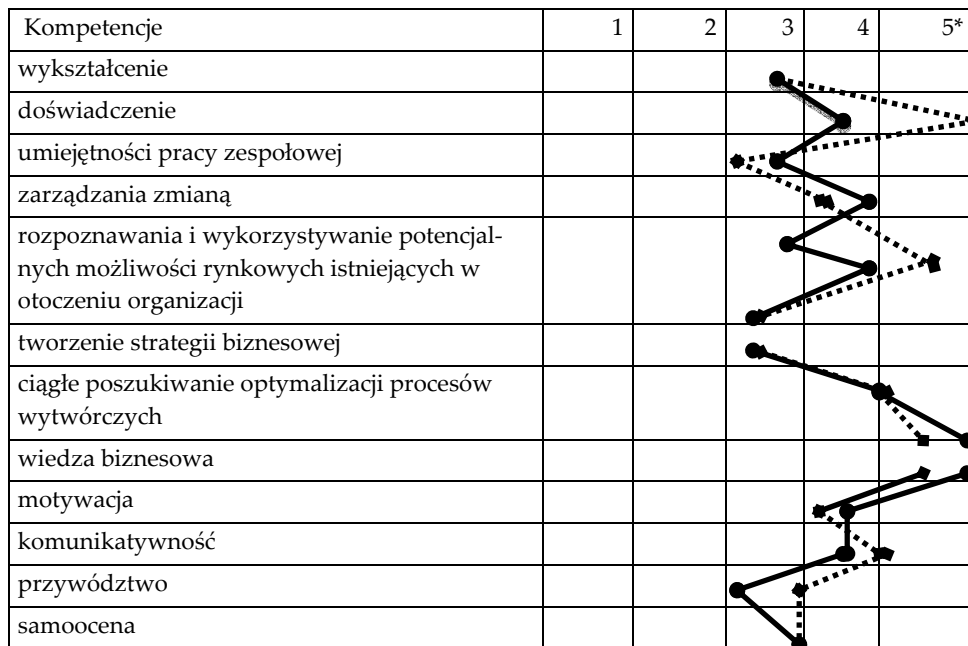 Kompetencje 1 2 3 4 5*
wykształcenie
doświadczenie
umiejętności pracy zespołowej
zarządzania zmianą
rozpoznawania i wykorzystywanie potencjal-
nych możliwości rynkowych istniejących w
otoczeniu organizacji
tworzenie strategii biznesowej
ciągłe poszukiwanie optymalizacji procesów
wytwórczych
wiedza biznesowa
motywacja
komunikatywność
przywództwo
samoocena